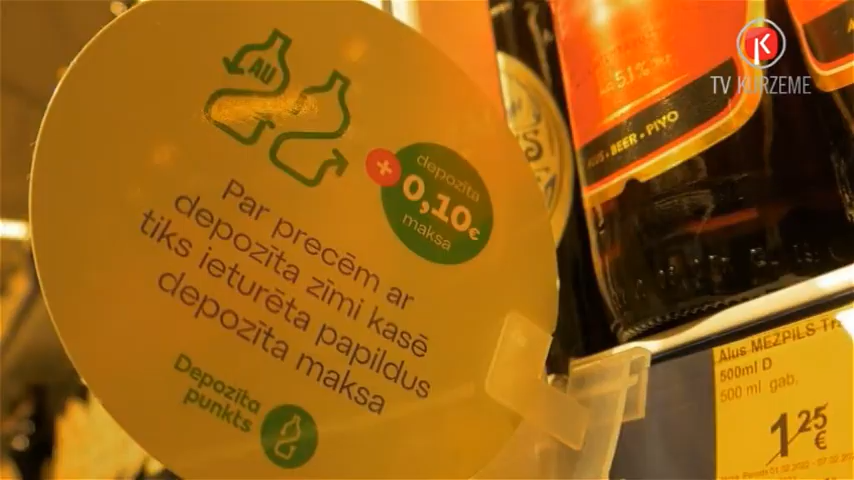 K
TV KURZEME
AU
Par precēm ar
depozīta zīmi kasē
tiks ieturēta papildus
depozīta maksa
+
depozīta
0,10€
maksa
Depozīta
punkts
5,1%
BEER • PIVO
Alus MEZPILS
500ml D
500 ml gab.
1,25
€